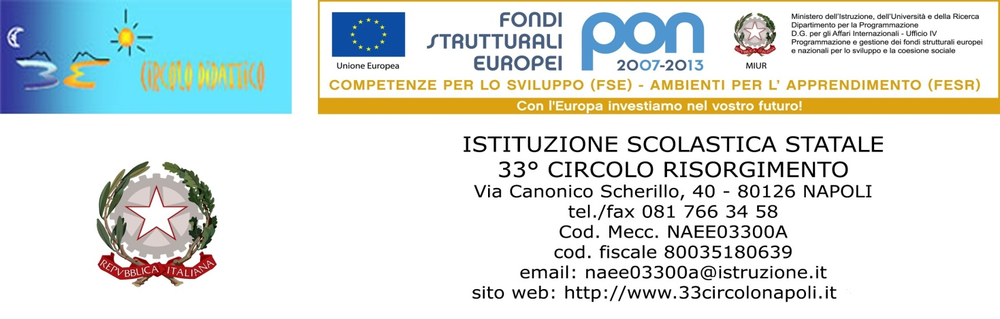 33 CIRCOLO DIDATTICO
Unione Europea
FONDI
STRUTTURALI
EUROPEI
pon
2007-2013
REPVBBLICA ITALIANA
MIUR
Ministero dell'Istruzione, dell'Università e della Ricerca
Dipartimento per la Programmazione
D.G. per gli Affari Internazionali - Ufficio IV
Programmazione e gestione dei fondi strutturali europei
e nazionali per lo sviluppo e la coesione sociale
COMPETENZE PER LO SVILUPPO (FSE) - AMBIENTI PER L' APPRENDIMENTO (FESR)
Con l'Europa investiamo nel vostro futuro!
REPVBBLICA ITALIANA
ISTITUZIONE SCOLASTICA STATALE
33° CIRCOLO RISORGIMENTO
Via Canonico Scherillo, 40 - 80126 NAPOLI
tel./fax 081 766 34 58
Cod. Mecc. NAEE03300A
cod. fiscale 80035180639
email: naee03300a@istruzione.it
sito web: http://www.33circolonapoli.it